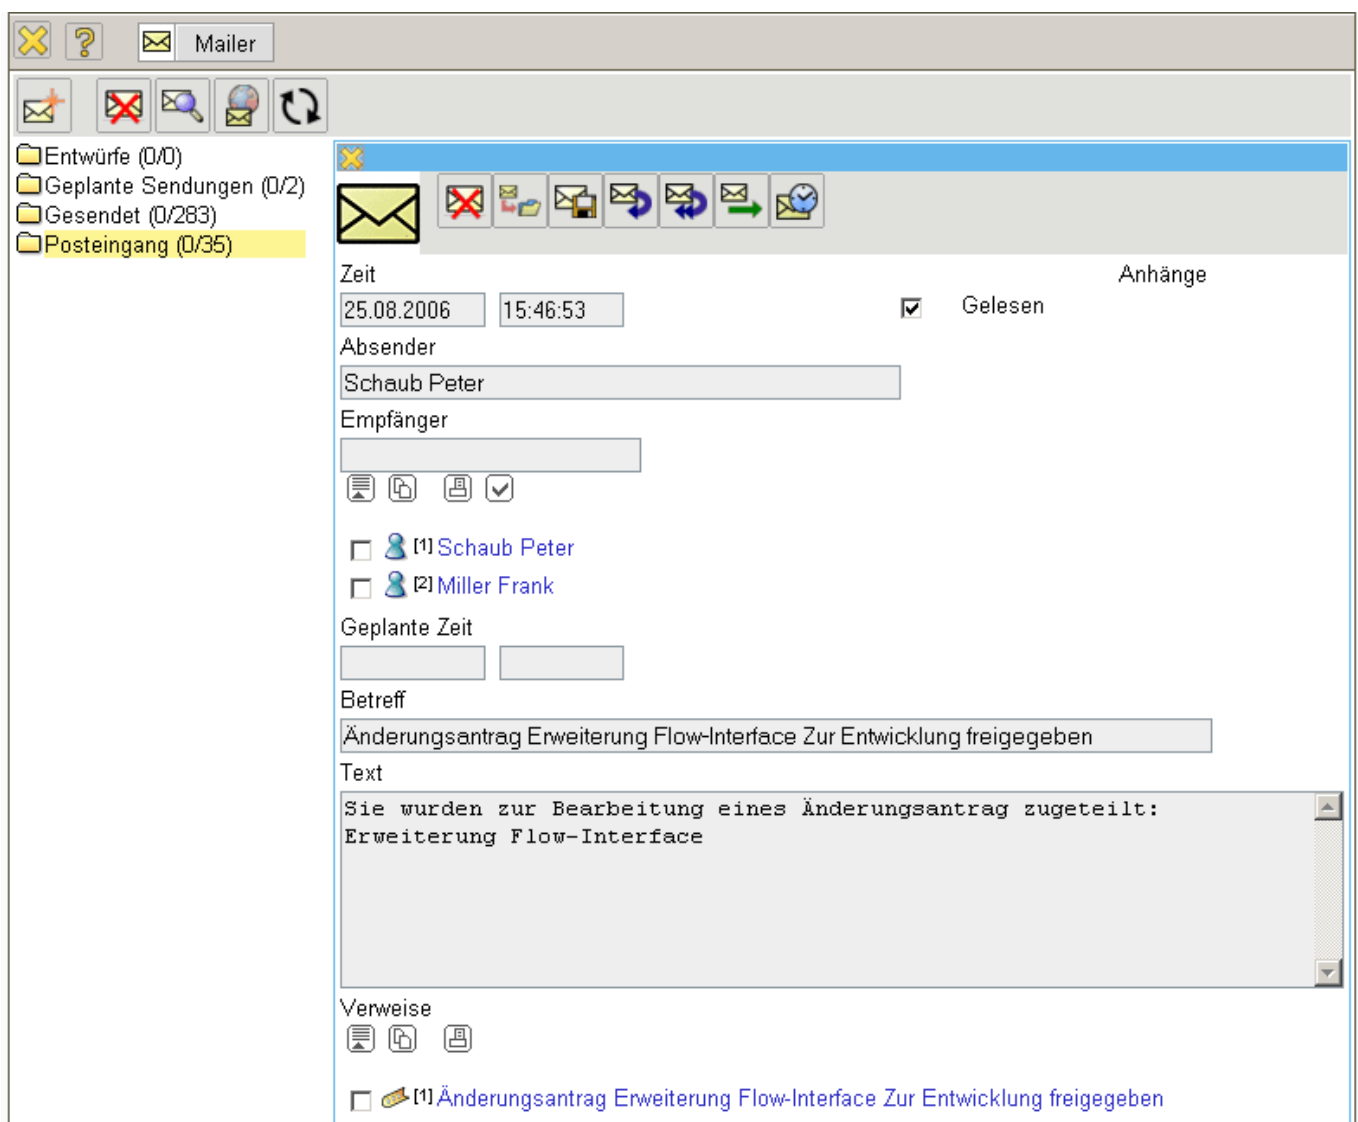 Mailer
Entwürfe (0/0)
Geplante Sendungen (0/2)
Gesendet (0/283)
Posteingang (0/35)
Zeit
Anhänge
25.08.2006 15:46:53
Gelesen
Absender
Schaub Peter
Empfänger
[1] Schaub Peter
[2] Miller Frank
Geplante Zeit
Betreff
Änderungsantrag Erweiterung Flow-Interface Zur Entwicklung freigegeben
Text
Sie wurden zur Bearbeitung eines Änderungsantrag zugeteilt:
Erweiterung Flow-Interface
Verweise
[1] Änderungsantrag Erweiterung Flow-Interface Zur Entwicklung freigegeben